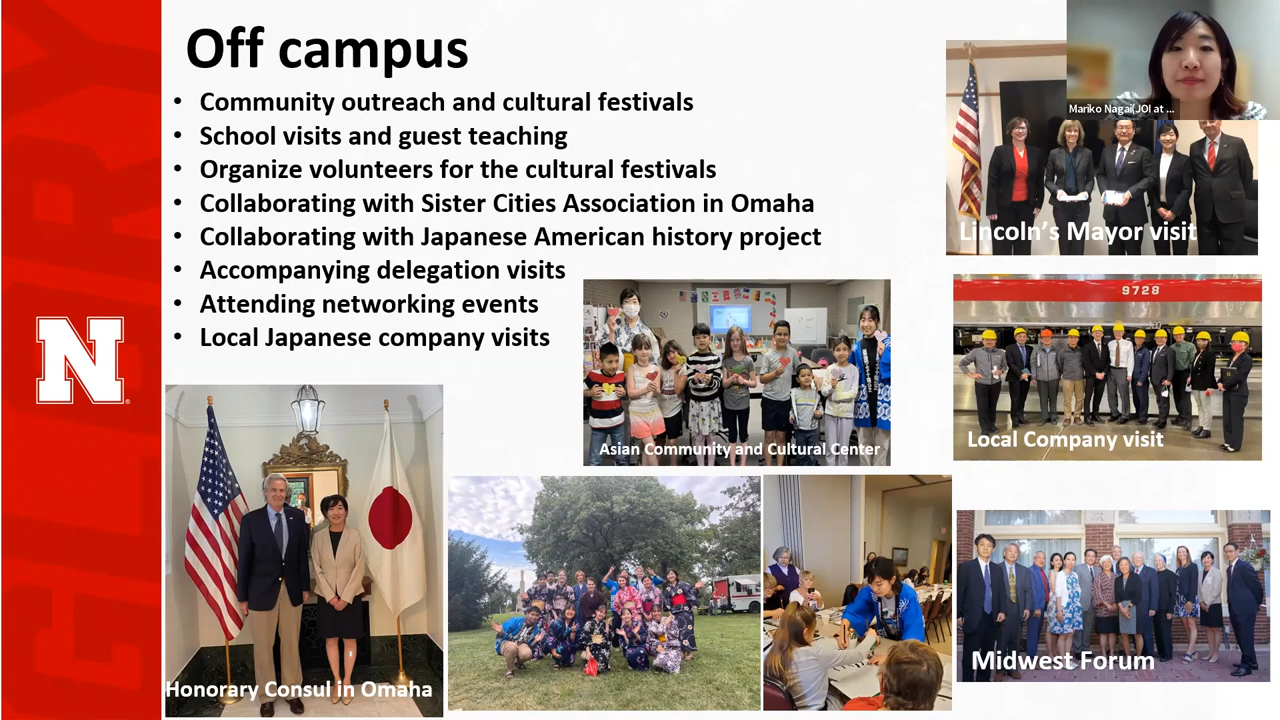 Off campus
• Community outreach and cultural festivals
• School visits and guest teaching
• Organize volunteers for the cultural festivals
• Collaborating with Sister Cities Association in Omaha
• Collaborating with Japanese American history project
• Accompanying delegation visits
• Attending networking events
• Local Japanese company visits
Mariko Nagai(JOI at ...
Lincoln's Mayor visit
9728
Local Company visit
Asian Community and Cultural Center
Honorary Consul in Omaha
Midwest Forum
N
GLORY